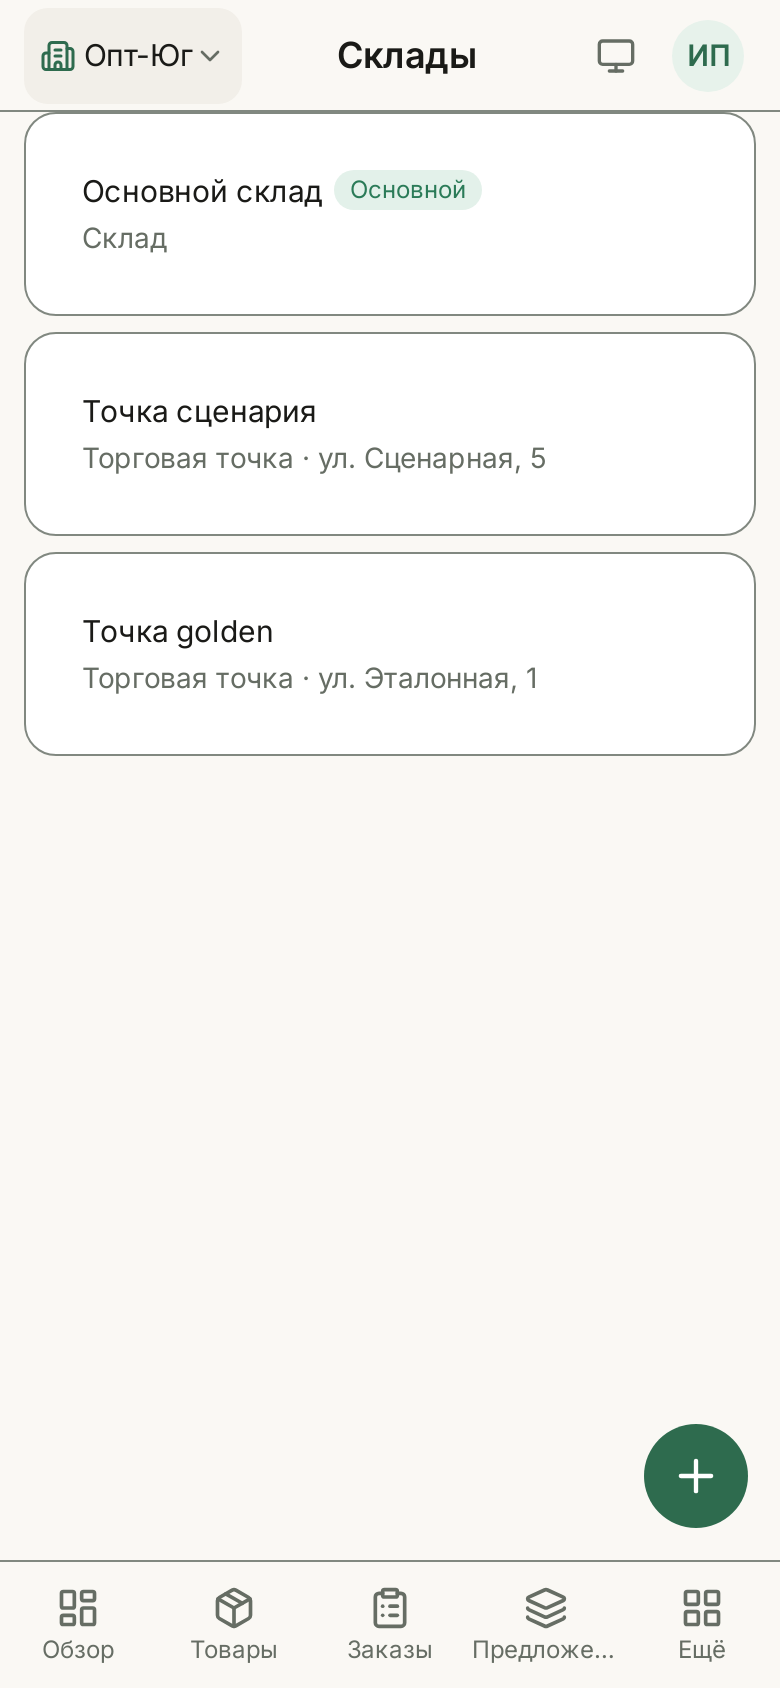 Опт-Юг
Склады
ИП
Основной склад Основной
Склад
Точка сценария
Торговая точка · ул. Сценарная, 5
Точка golden
Торговая точка · ул. Эталонная, 1
Обзор
Товары
Заказы
Предложе...
Ещё